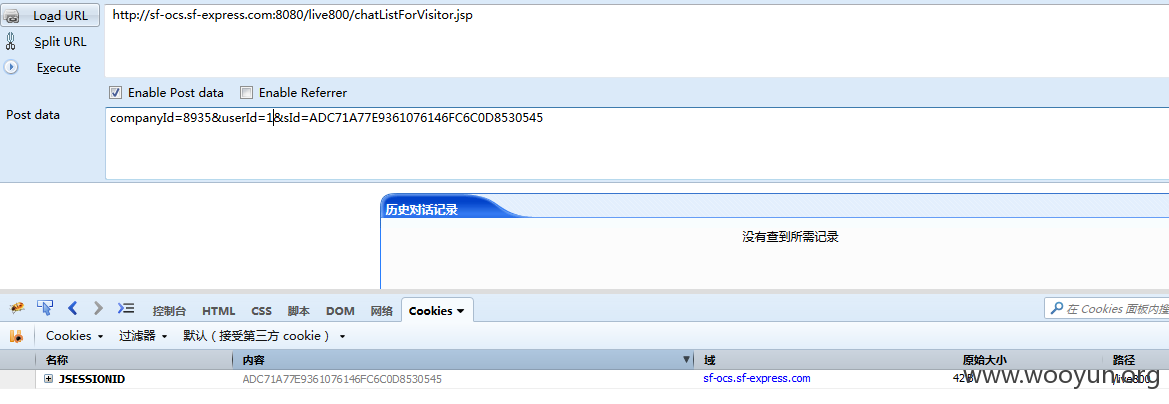 Load URL
http://sf-ocs.sf-express.com:8080/live800/chatListForVisitor.jsp
Split URL
Execute
Enable Post data Enable Referrer
Post data
companyId=8935&userId=1&sId=ADC71A77E9361076146FC6C0D8530545
历史对话记录
没有查到所需记录
控制台 HTML CSS 脚本 DOM 网络 Cookies
在 Cookies 面板内搜
Cookies 过滤器 默认（接受第三方 cookie）
名称 内容 域 原始大小 路径
JSESSIONID ADC71A77E9361076146FC6C0D8530545 sf-ocs.sf-express.com 42 B /live800
www.wooyun.org